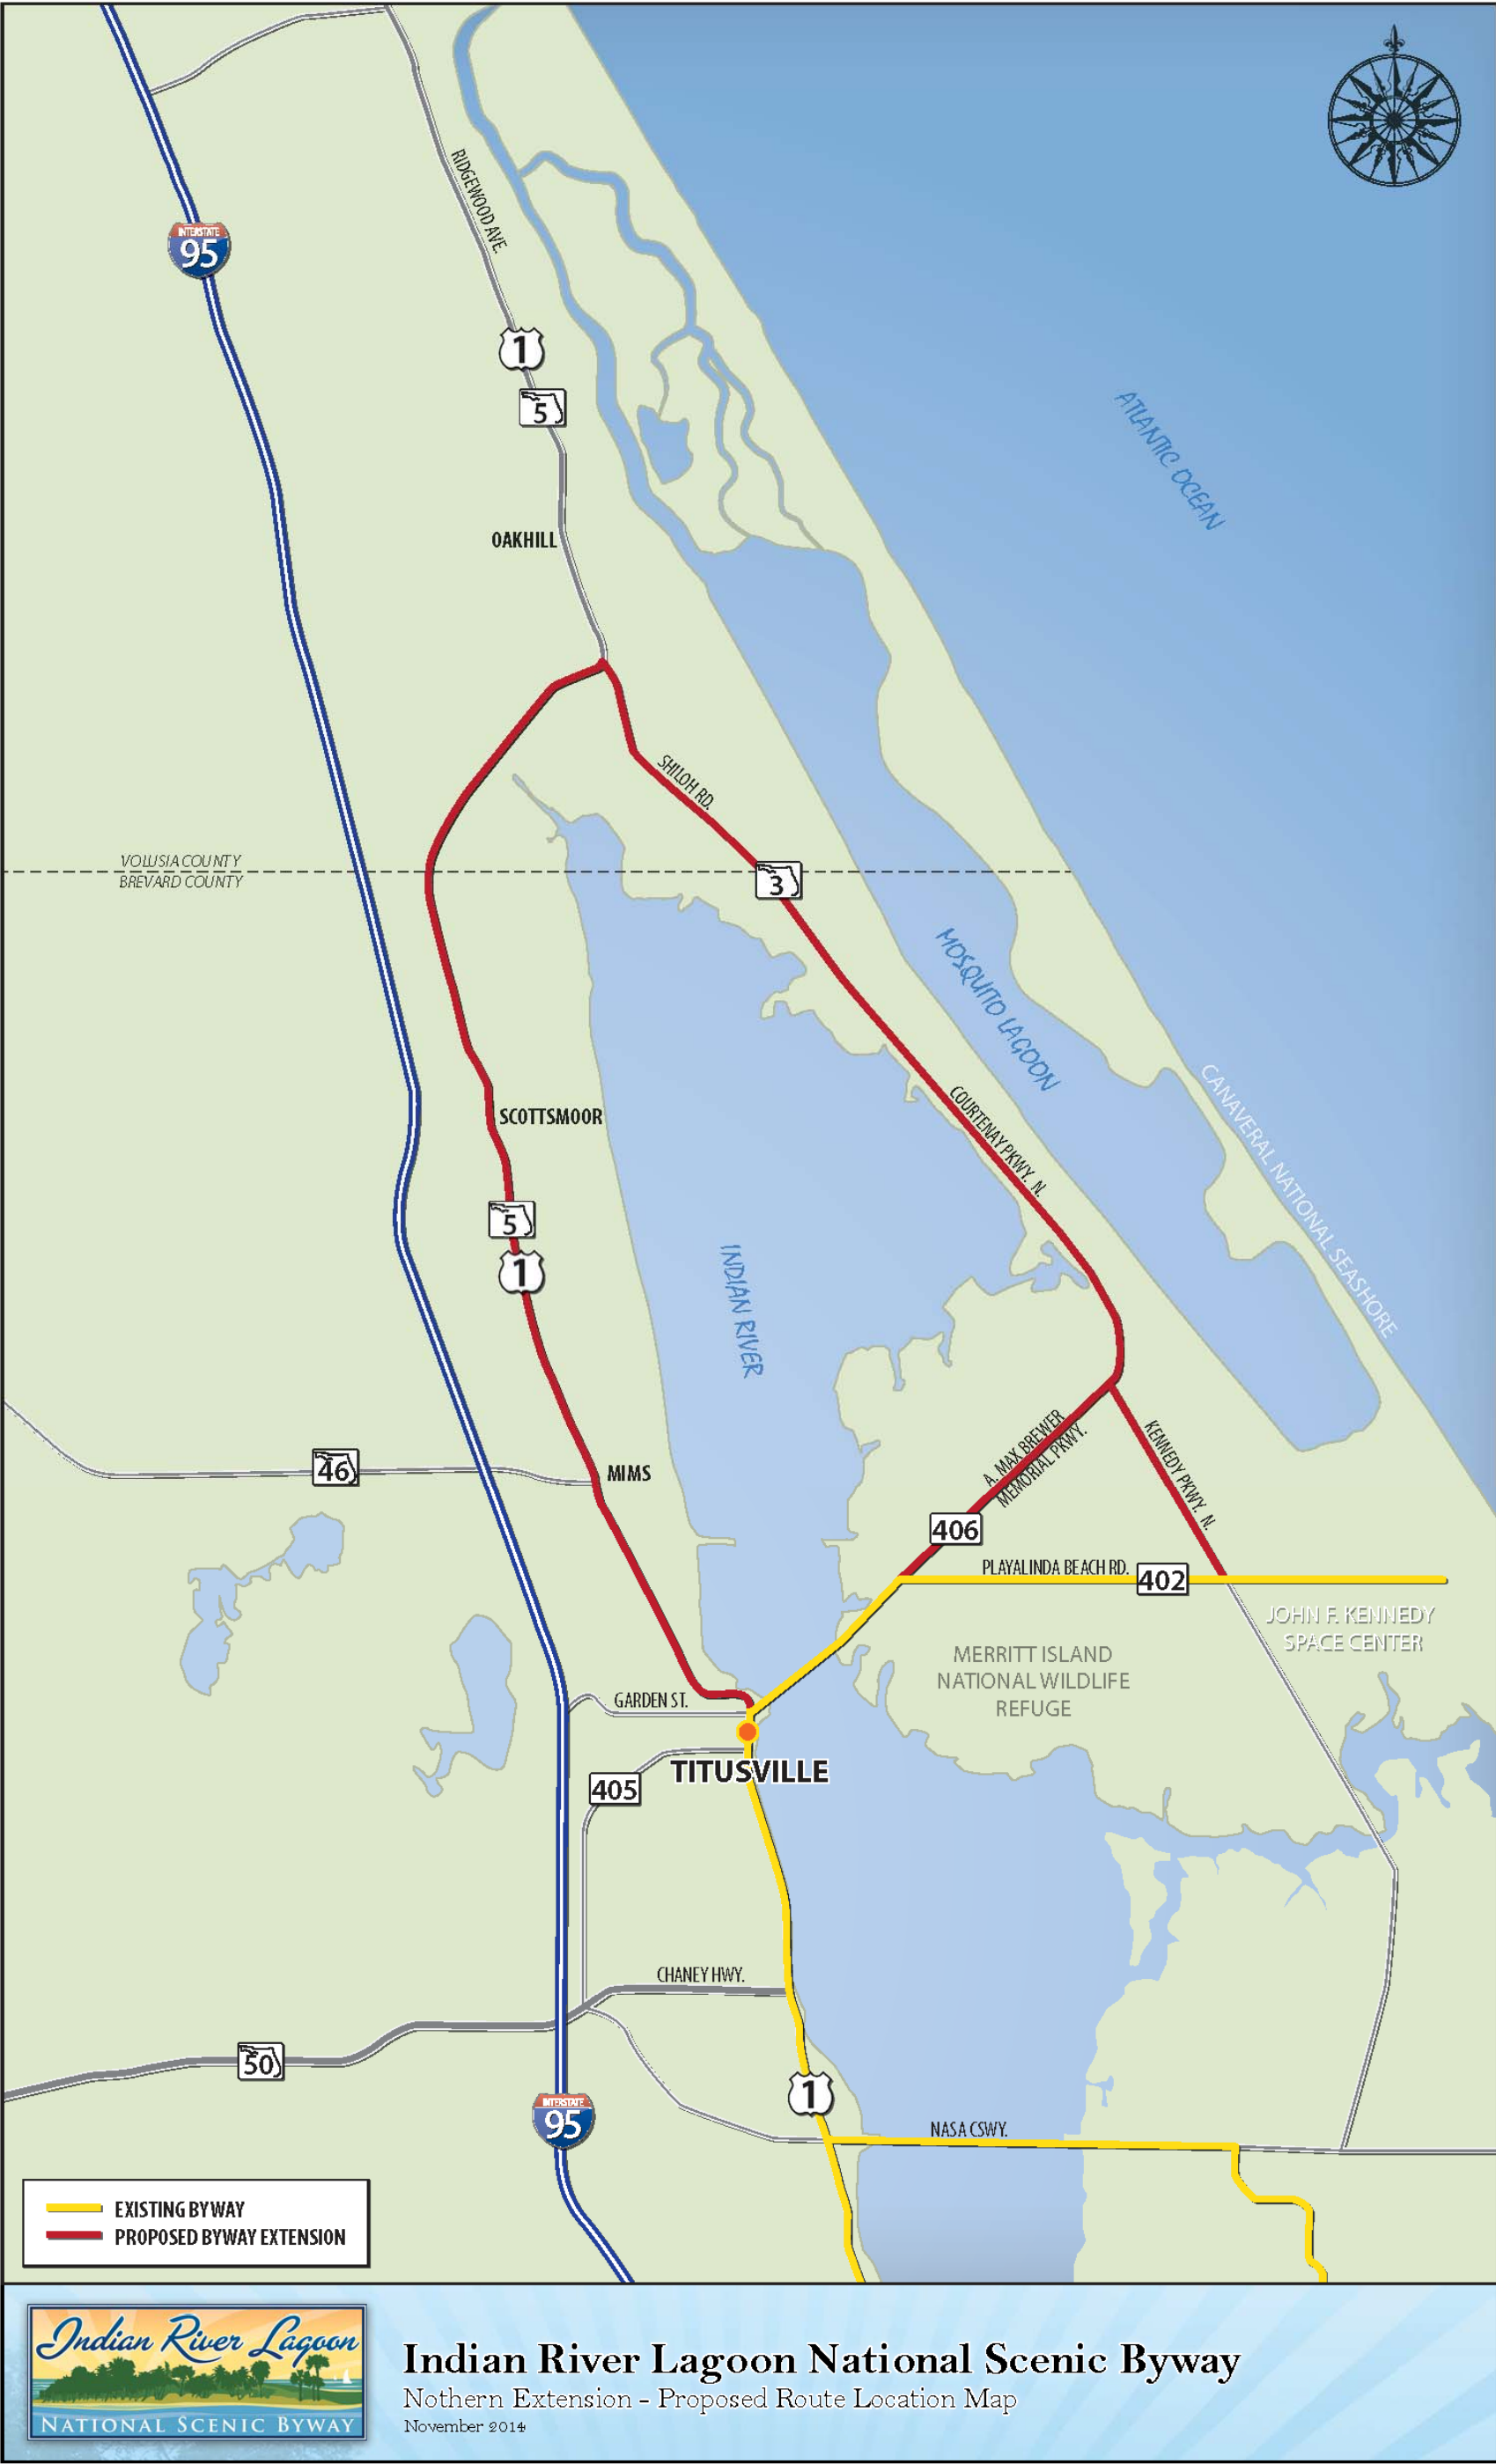 INTERSTATE
95
RIDGEWOOD AVE.
1
5
ATLANTIC OCEAN
OAKHILL
SHILOH RD.
VOLUSIA COUNTY
BREVARD COUNTY
3
MOSQUITO LAGOON
CANAVERAL NATIONAL SEASHORE
COURTENAY PKWY. N.
SCOTTSMOOR
5
1
INDIAN RIVER
A. MAX BREWER
MEMORIAL PKWY.
KENNEDY PKWY. N.
46
MIMS
406
PLAYALINDA BEACH RD.
402
JOHN F. KENNEDY
SPACE CENTER
MERRITT ISLAND
NATIONAL WILDLIFE
REFUGE
GARDEN ST.
TITUSVILLE
405
CHANEY HWY.
50
1
INTERSTATE
95
NASA CSWY.
EXISTING BYWAY
PROPOSED BYWAY EXTENSION
Indian River Lagoon
NATIONAL SCENIC BYWAY
Indian River Lagoon National Scenic Byway
Nothern Extension - Proposed Route Location Map
November 2014